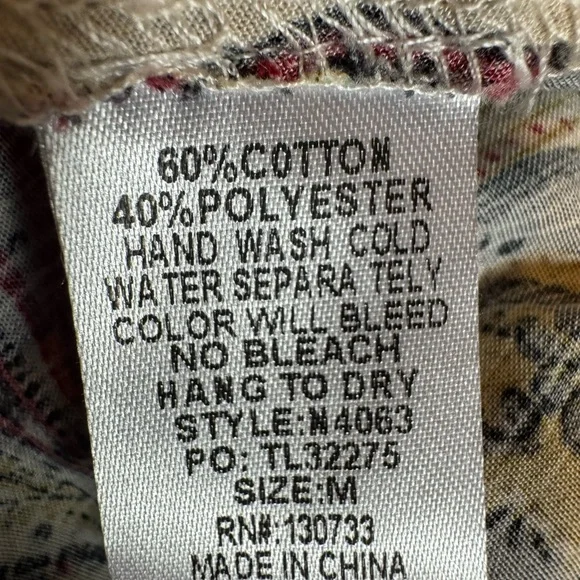 60%COTTON
40%POLYESTER
HAND WASH COLD
WATER SEPARA TELY
COLOR WILL BLEED
NO BLEACH
HANG TO DRY
STYLE:N4063
PO: TL32275
SIZE:M
RN#:130733
MADE IN CHINA